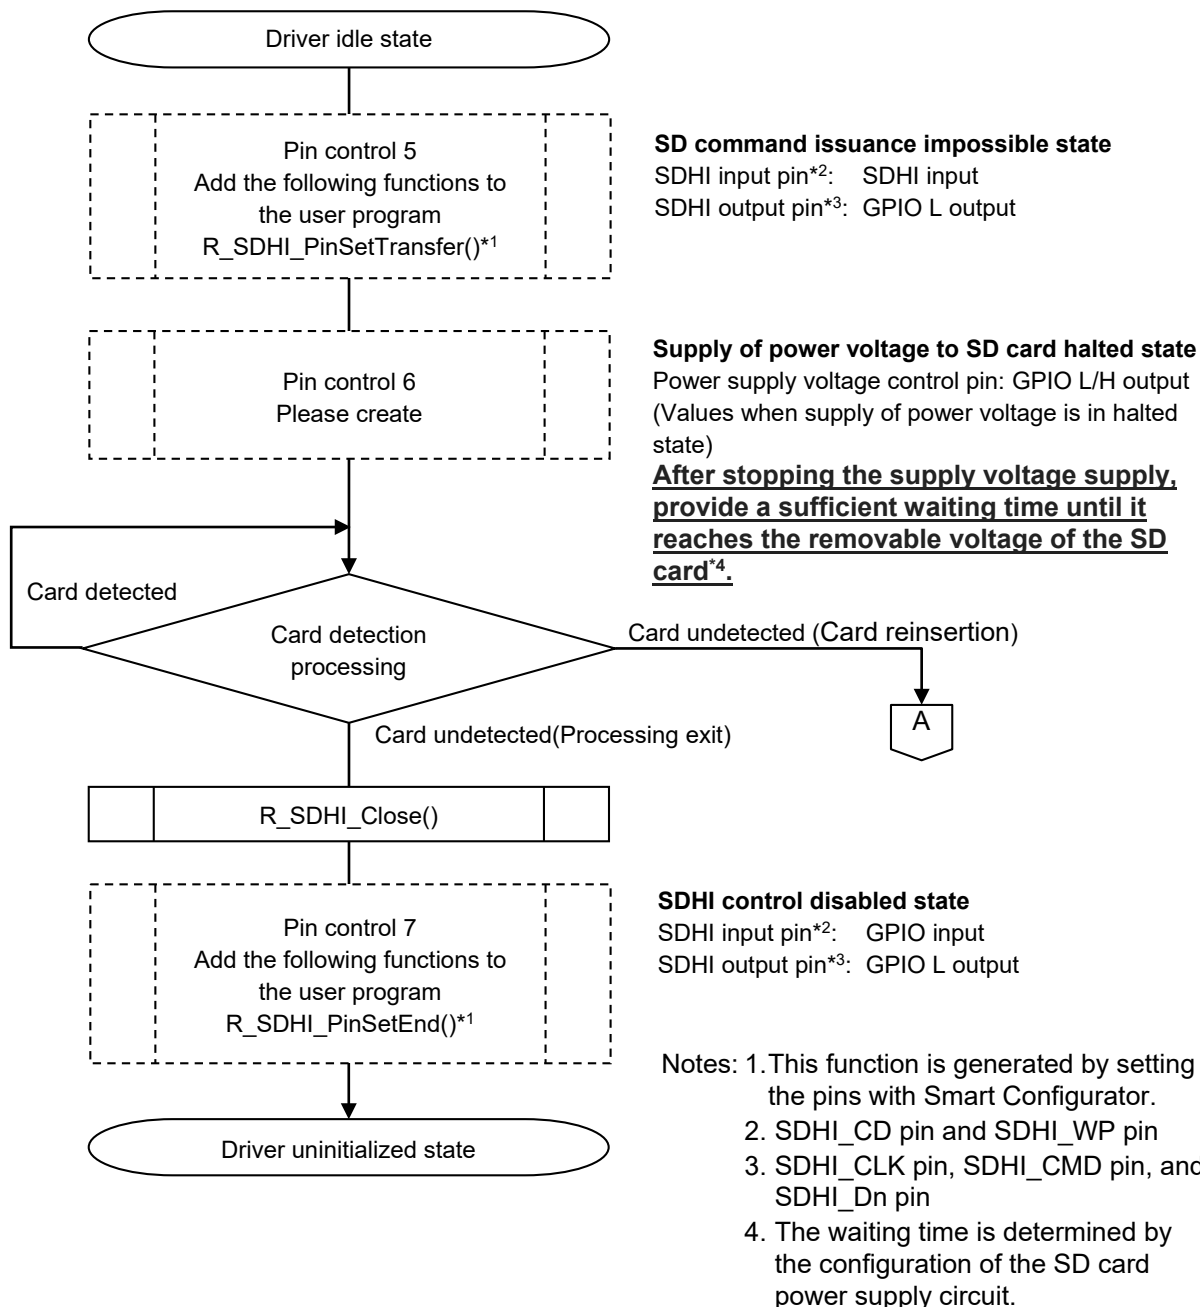 Driver idle state
Pin control 5
Add the following functions to
the user program
R_SDHI_PinSetTransfer()*1
SD command issuance impossible state
SDHI input pin*2: SDHI input
SDHI output pin*3: GPIO L output
Pin control 6
Please create
Supply of power voltage to SD card halted state
Power supply voltage control pin: GPIO L/H output
(Values when supply of power voltage is in halted
state)
After stopping the supply voltage supply,
provide a sufficient waiting time until it
reaches the removable voltage of the SD
card*4.
Card detected
Card detection
processing
Card undetected (Card reinsertion)
A
Card undetected(Processing exit)
R_SDHI_Close()
Pin control 7
Add the following functions to
the user program
R_SDHI_PinSetEnd()*1
SDHI control disabled state
SDHI input pin*2: GPIO input
SDHI output pin*3: GPIO L output
Driver uninitialized state
Notes: 1.This function is generated by setting
the pins with Smart Configurator.
2. SDHI_CD pin and SDHI_WP pin
3. SDHI_CLK pin, SDHI_CMD pin, and
SDHI_Dn pin
4. The waiting time is determined by
the configuration of the SD card
power supply circuit.